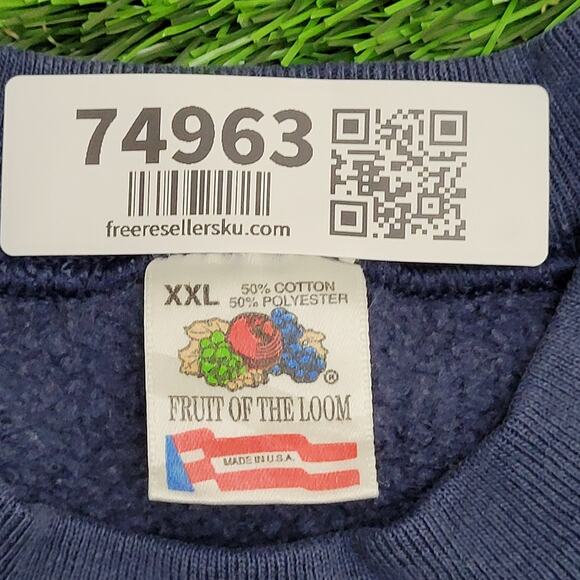 74963
freeresellersku.com
XXL
50% COTTON
50% POLYESTER
®
FRUIT OF THE LOOM
MADE IN U.S.A.